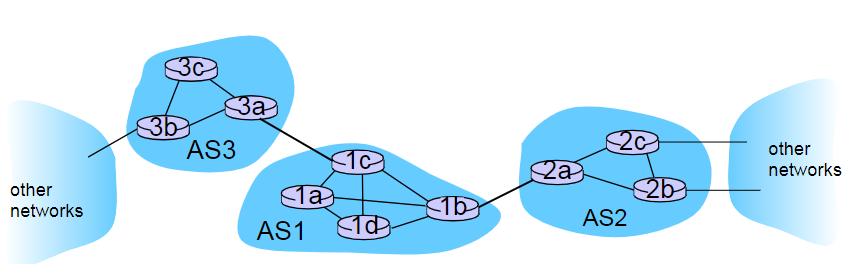 3c
3a
3b
AS3
other
networks
1c
1a
1b
1d
AS1
2c
2a
2b
AS2
other
networks